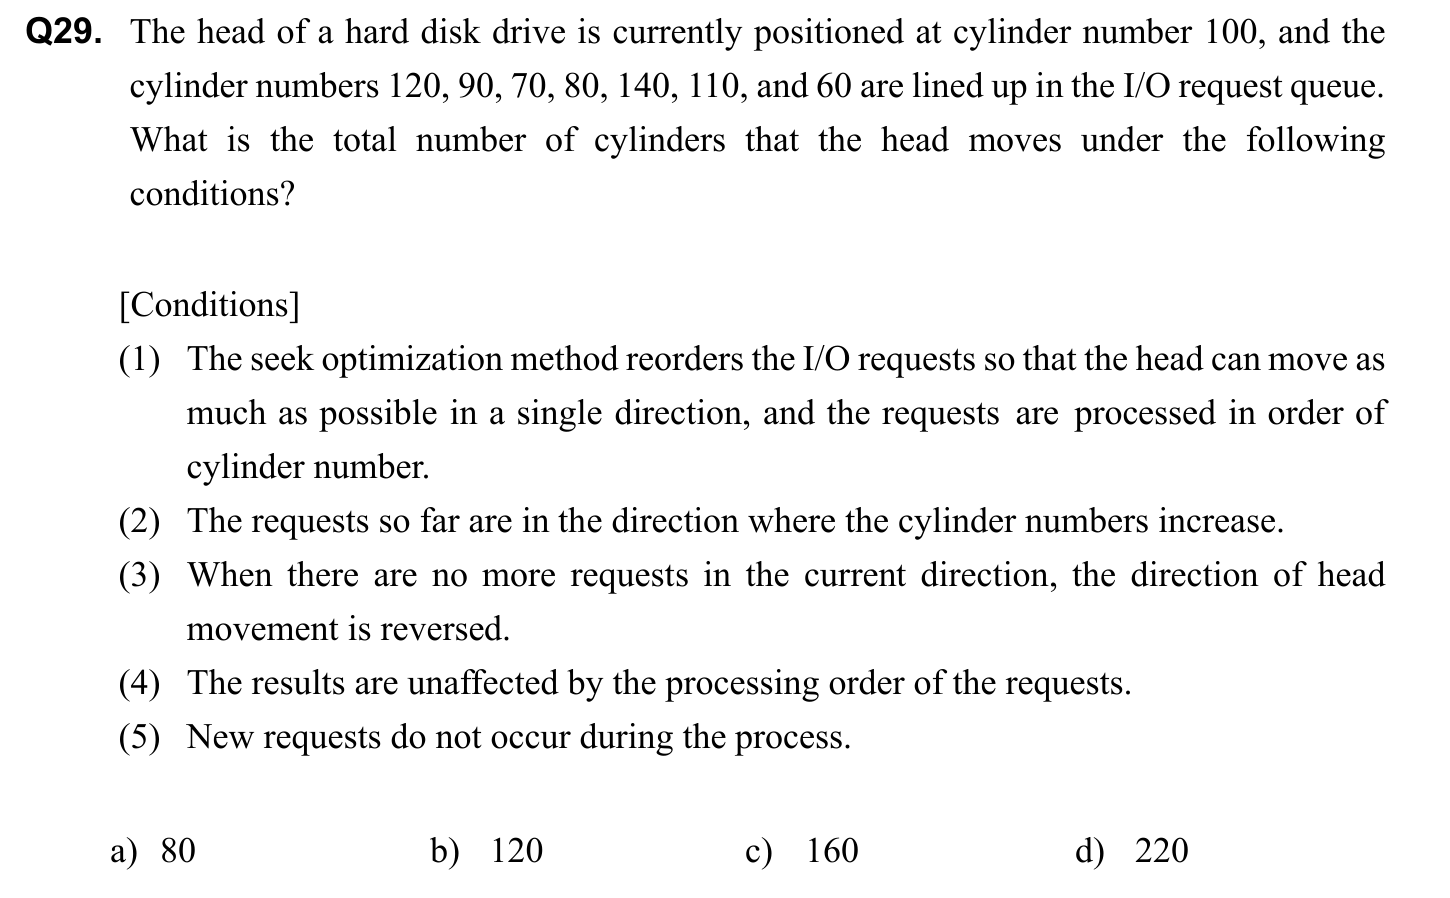 Q29. The head of a hard disk drive is currently positioned at cylinder number 100, and the
cylinder numbers 120, 90, 70, 80, 140, 110, and 60 are lined up in the I/O request queue.
What is the total number of cylinders that the head moves under the following
conditions?
[Conditions]
(1) The seek optimization method reorders the I/O requests so that the head can move as
much as possible in a single direction, and the requests are processed in order of
cylinder number.
(2) The requests so far are in the direction where the cylinder numbers increase.
(3) When there are no more requests in the current direction, the direction of head
movement is reversed.
(4) The results are unaffected by the processing order of the requests.
(5) New requests do not occur during the process.
a) 80 b) 120 c) 160 d) 220